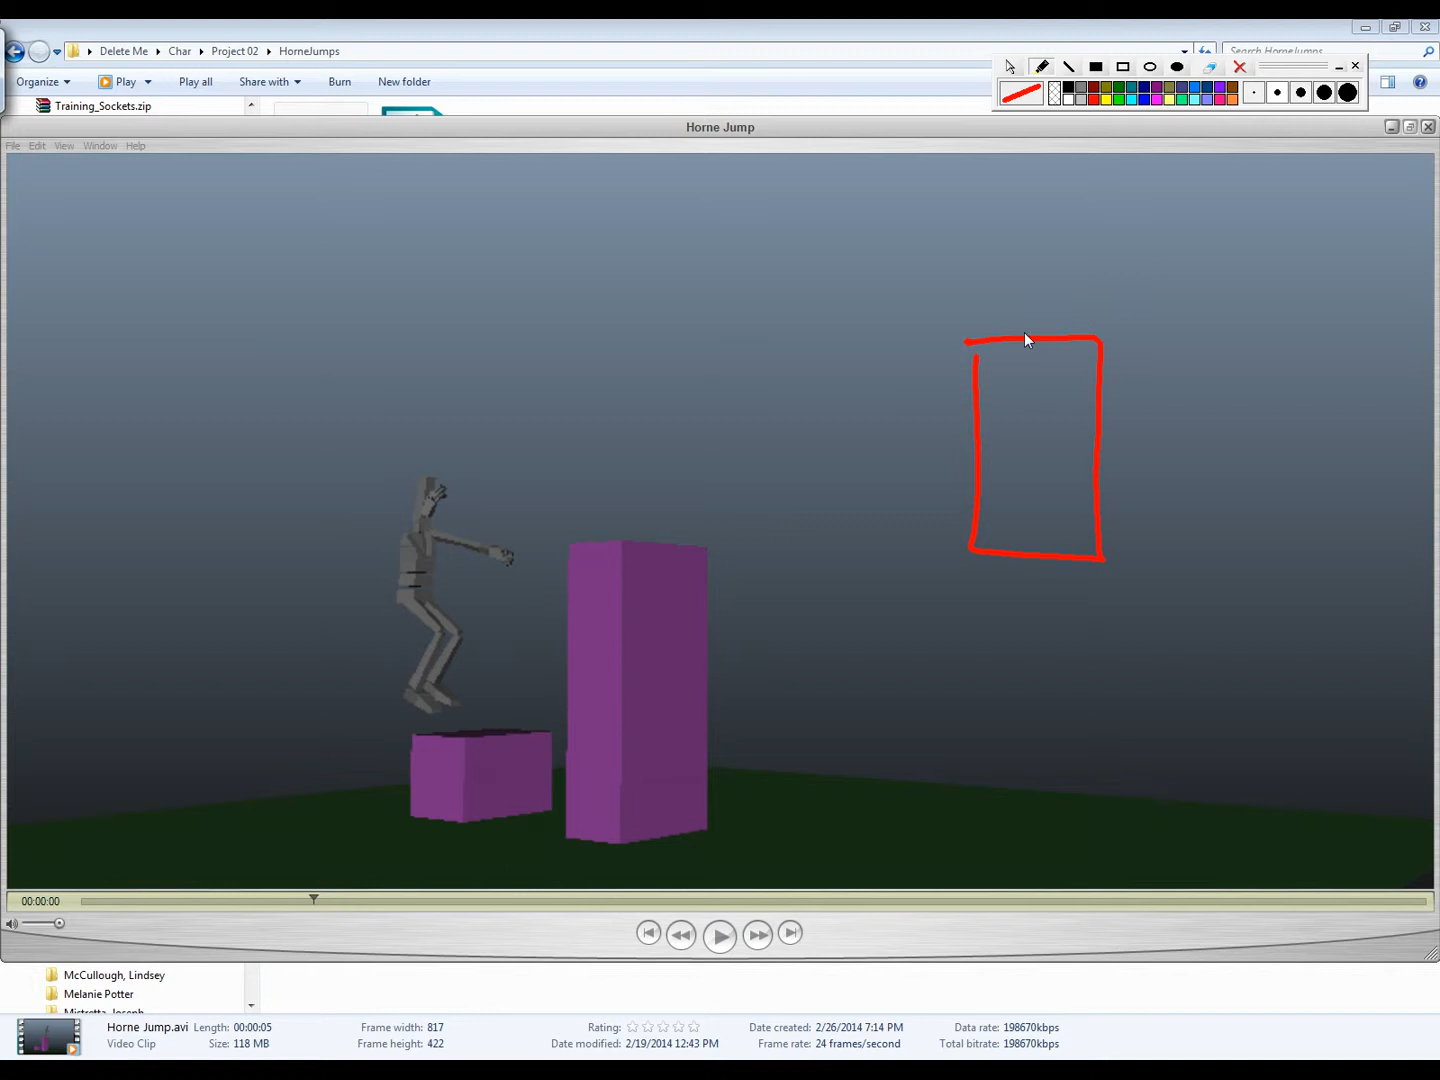 Delete Me Char Project 02 HorneJumps
Search HorneJumps
Organize Play Play all Share with Burn New folder
Training_Sockets.zip
Horne Jump
File Edit View Window Help
00:00:00
McCullough, Lindsey
Melanie Potter
Mistretta, Joseph
Horne Jump.avi Length: 00:00:05 Frame width: 817 Rating: Date created: 2/26/2014 7:14 PM Data rate: 198670kbps
Video Clip Size: 118 MB Frame height: 422 Date modified: 2/19/2014 12:43 PM Frame rate: 24 frames/second Total bitrate: 198670kbps